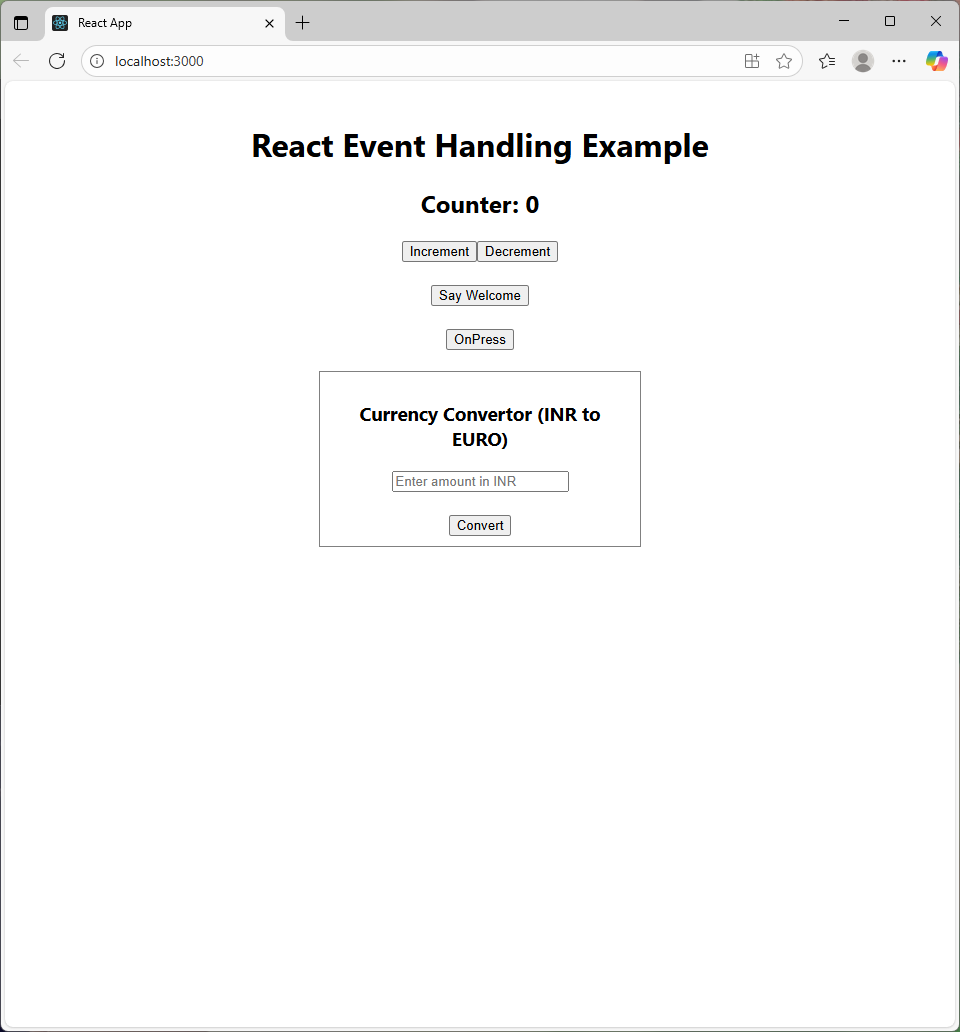 React App
localhost:3000
React Event Handling Example
Counter: 0
Increment Decrement
Say Welcome
OnPress
Currency Convertor (INR to
EURO)
Enter amount in INR
Convert